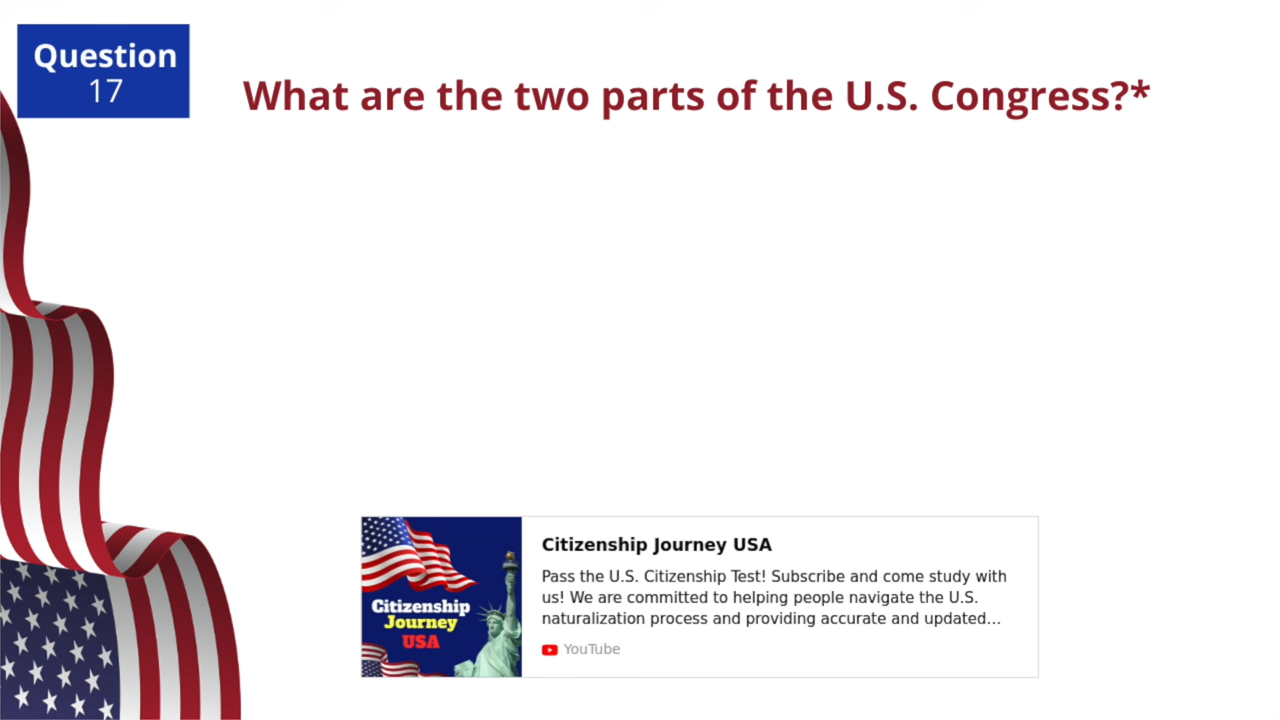 Question
17
What are the two parts of the U.S. Congress?*
Citizenship
Journey
USA
Citizenship Journey USA
Pass the U.S. Citizenship Test! Subscribe and come study with
us! We are committed to helping people navigate the U.S.
naturalization process and providing accurate and updated...
YouTube